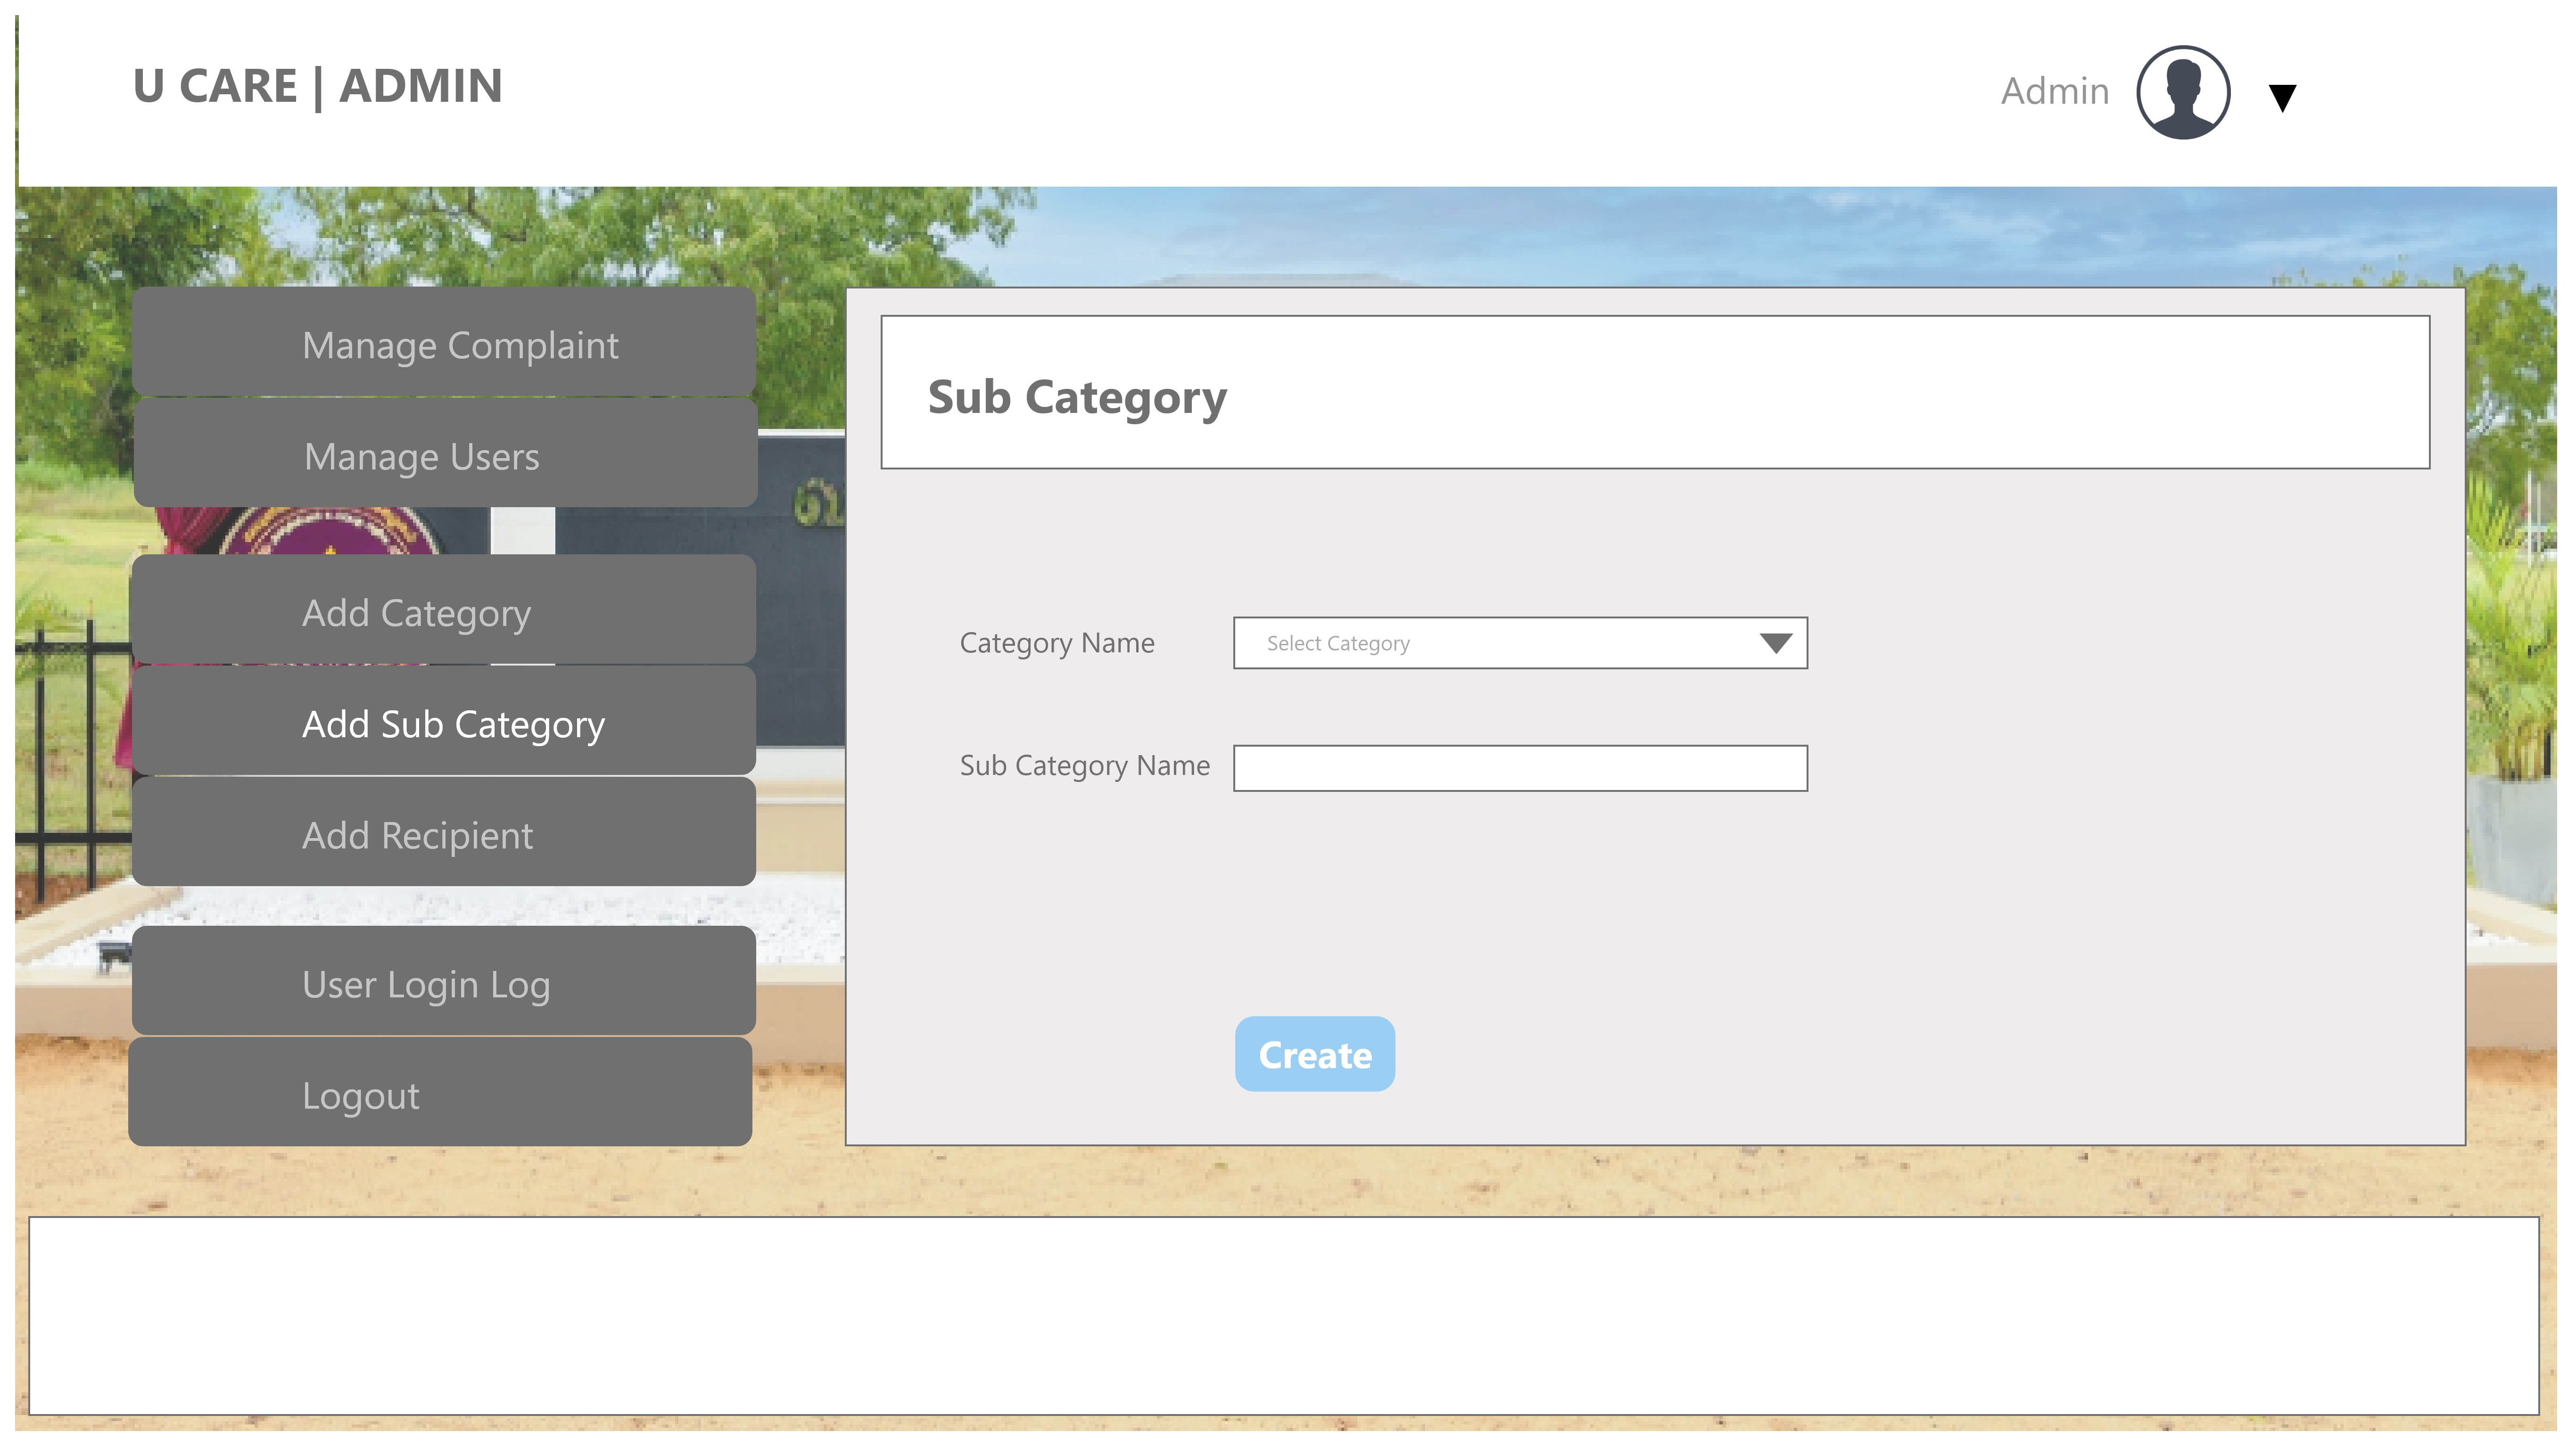 U CARE | ADMIN
Admin
Manage Complaint
Manage Users
Add Category
Add Sub Category
Add Recipient
User Login Log
Logout
Sub Category
Category Name
Select Category
Sub Category Name
Create